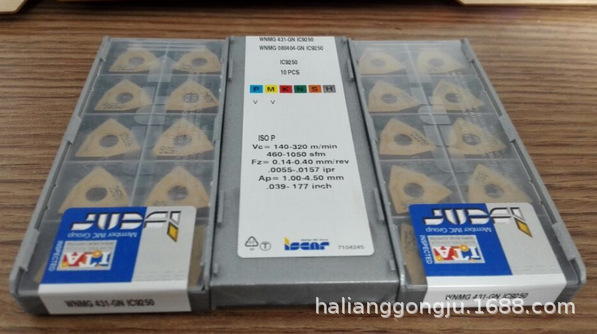 WNMG 431-GN IC9250
WNMG 080404-GN IC9250
IC9250
10 PCS
P M K N S H
V V
ISO P
Vc= 140-320 m/min
460-1050 sfm
Fz= 0.14-0.40 mm/rev
.0055-.0157 ipr
Ap= 1.00-4.50 mm
.039-.177 inch
iscar
7104245
ISCAR
Member IMC Group
INSPECTED
WNMG 431-GN IC9250
ISCAR
Member IMC Group
INSPECTED
WNMG 431-GN IC9250
halianggongju.1688.com